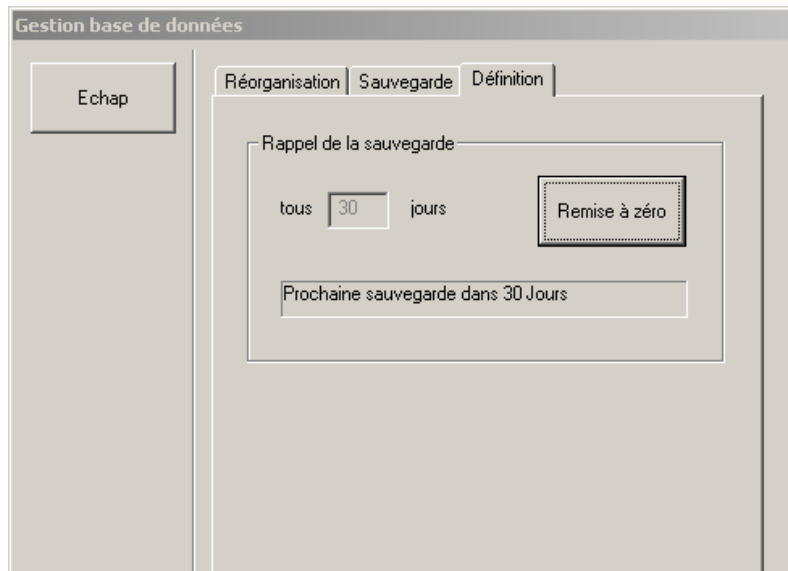 Gestion base de données
Echap
Réorganisation Sauvegarde Définition
Rappel de la sauvegarde
tous 30 jours Remise à zéro
Prochaine sauvegarde dans 30 Jours